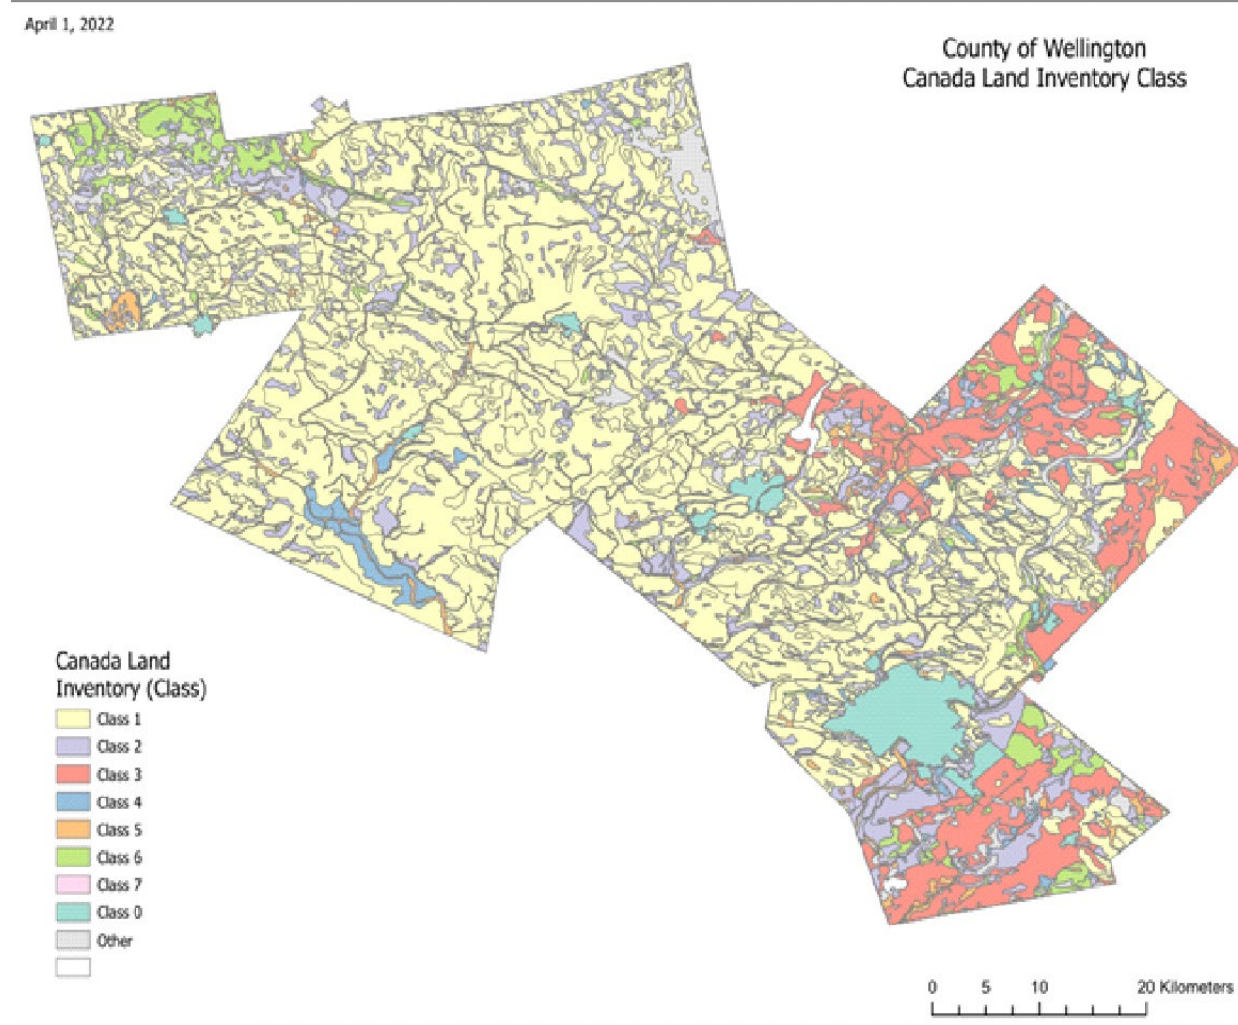 April 1, 2022
County of Wellington
Canada Land Inventory Class
Canada Land
Inventory (Class)
Class 1
Class 2
Class 3
Class 4
Class 5
Class 6
Class 7
Class 0
Other
0 5 10 20 Kilometers